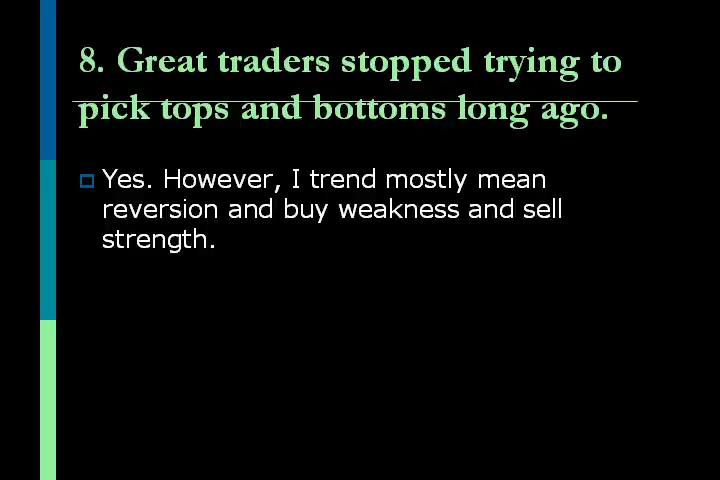 8. Great traders stopped trying to
pick tops and bottoms long ago.
Yes. However, I trend mostly mean
reversion and buy weakness and sell
strength.